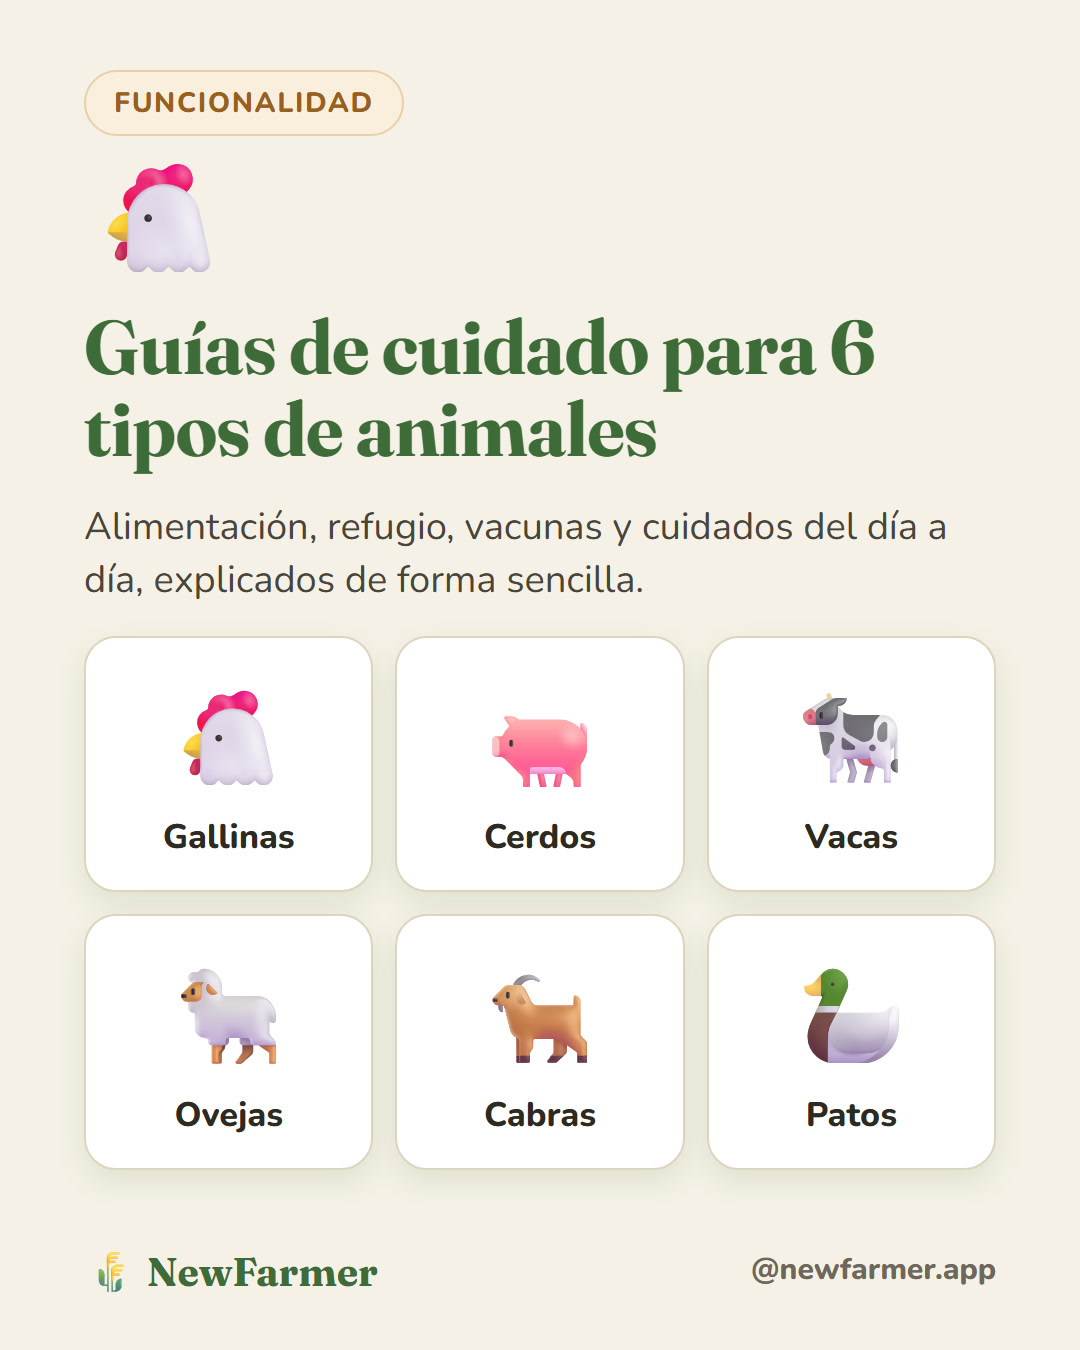 FUNCIONALIDAD
Guías de cuidado para 6
tipos de animales
Alimentación, refugio, vacunas y cuidados del día a
día, explicados de forma sencilla.
Gallinas
Cerdos
Vacas
Ovejas
Cabras
Patos
NewFarmer
@newfarmer.app